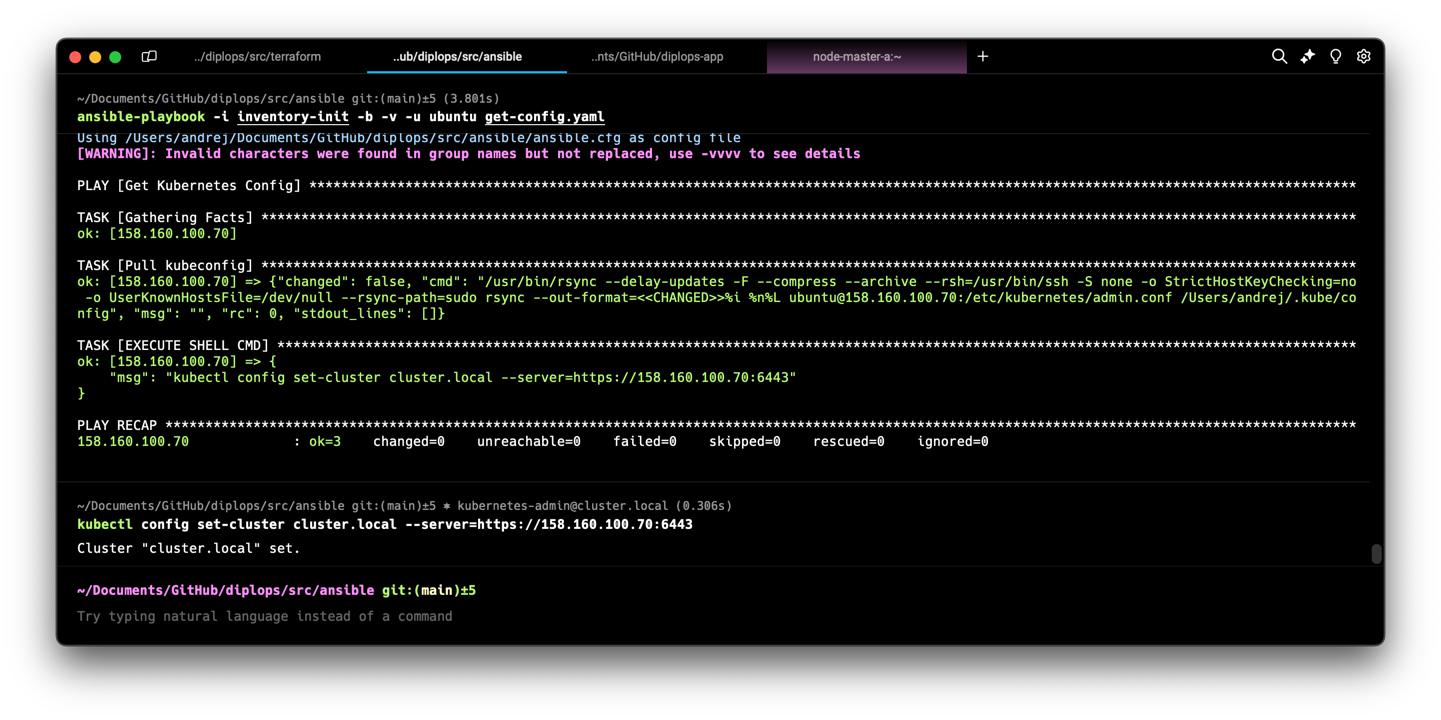 ../diplops/src/terraform
..ub/diplops/src/ansible
..nts/GitHub/diplops-app
node-master-a:~
~/Documents/GitHub/diplops/src/ansible git:(main)±5 (3.801s)
ansible-playbook -i inventory-init -b -v -u ubuntu get-config.yaml
Using /Users/andrej/Documents/GitHub/diplops/src/ansible/ansible.cfg as config file
[WARNING]: Invalid characters were found in group names but not replaced, use -vvvv to see details
PLAY [Get Kubernetes Config] ***********************************************************************************************************************************
TASK [Gathering Facts] *****************************************************************************************************************************************
ok: [158.160.100.70]
TASK [Pull kubeconfig] *****************************************************************************************************************************************
ok: [158.160.100.70] => {"changed": false, "cmd": "/usr/bin/rsync --delay-updates -F --compress --archive --rsh=/usr/bin/ssh -S none -o StrictHostKeyChecking=no
-o UserKnownHostsFile=/dev/null --rsync-path=sudo rsync --out-format=<<CHANGED>>%i %n%L ubuntu@158.160.100.70:/etc/kubernetes/admin.conf /Users/andrej/.kube/co
nfig", "msg": "", "rc": 0, "stdout_lines": []}
TASK [EXECUTE SHELL CMD] ***************************************************************************************************************************************
ok: [158.160.100.70] => {
"msg": "kubectl config set-cluster cluster.local --server=https://158.160.100.70:6443"
}
PLAY RECAP *****************************************************************************************************************************************************
158.160.100.70 : ok=3 changed=0 unreachable=0 failed=0 skipped=0 rescued=0 ignored=0
~/Documents/GitHub/diplops/src/ansible git:(main)±5 ⎈ kubernetes-admin@cluster.local (0.306s)
kubectl config set-cluster cluster.local --server=https://158.160.100.70:6443
Cluster "cluster.local" set.
~/Documents/GitHub/diplops/src/ansible git:(main)±5
Try typing natural language instead of a command